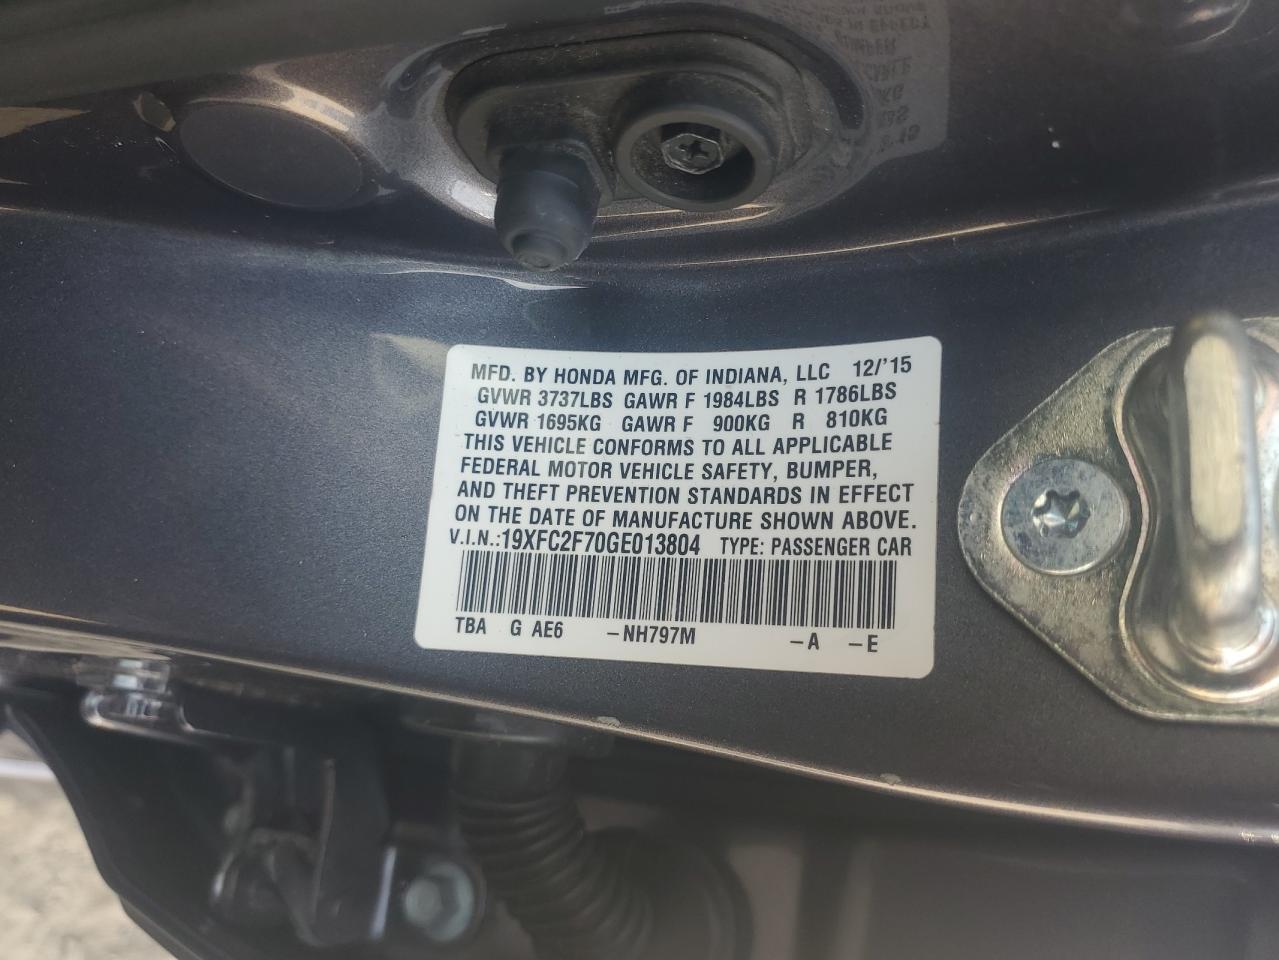 MFD. BY HONDA MFG. OF INDIANA, LLC 12/'15
GVWR 3737LBS GAWR F 1984LBS R 1786LBS
GVWR 1695KG GAWR F 900KG R 810KG
THIS VEHICLE CONFORMS TO ALL APPLICABLE
FEDERAL MOTOR VEHICLE SAFETY, BUMPER,
AND THEFT PREVENTION STANDARDS IN EFFECT
ON THE DATE OF MANUFACTURE SHOWN ABOVE.
V.I.N.:19XFC2F70GE013804 TYPE: PASSENGER CAR
TBA G AE6 -NH797M -A -E